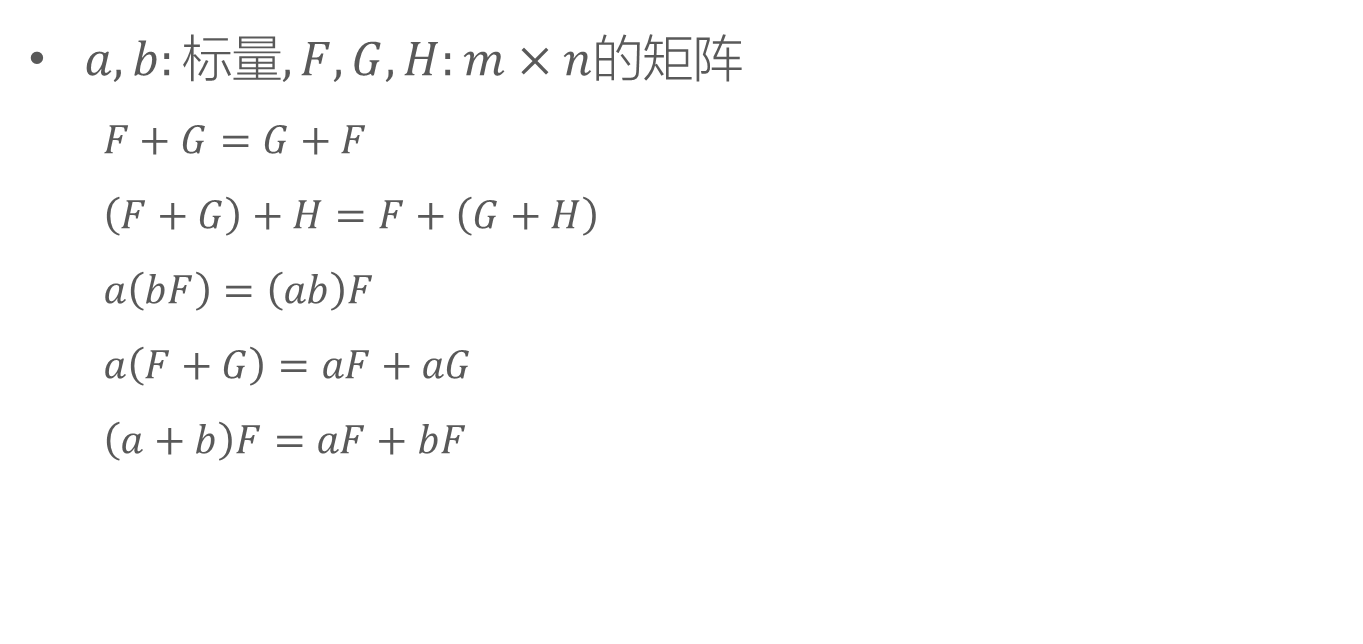 • a, b: 标量, F, G, H: m × n的矩阵
F + G = G + F
(F + G) + H = F + (G + H)
a(bF) = (ab)F
a(F + G) = aF + aG
(a + b)F = aF + bF